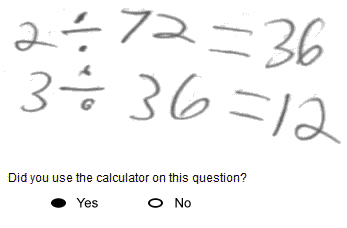 2 ÷ 72 = 36
3 ÷ 36 = 12
Did you use the calculator on this question?
Yes No